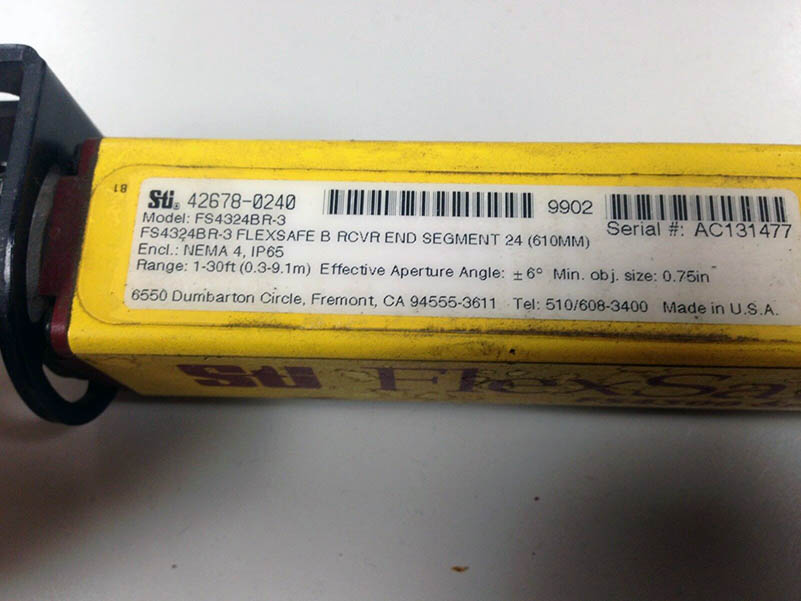 81
Sti® 42678-0240 9902
Model: FS4324BR-3 Serial #: AC131477
FS4324BR-3 FLEXSAFE B RCVR END SEGMENT 24 (610MM)
Encl.: NEMA 4, IP65
Range: 1-30ft (0.3-9.1m) Effective Aperture Angle: ± 6° Min. obj. size: 0.75in
6550 Dumbarton Circle, Fremont, CA 94555-3611 Tel: 510/608-3400 Made in U.S.A.
Sti FlexSa